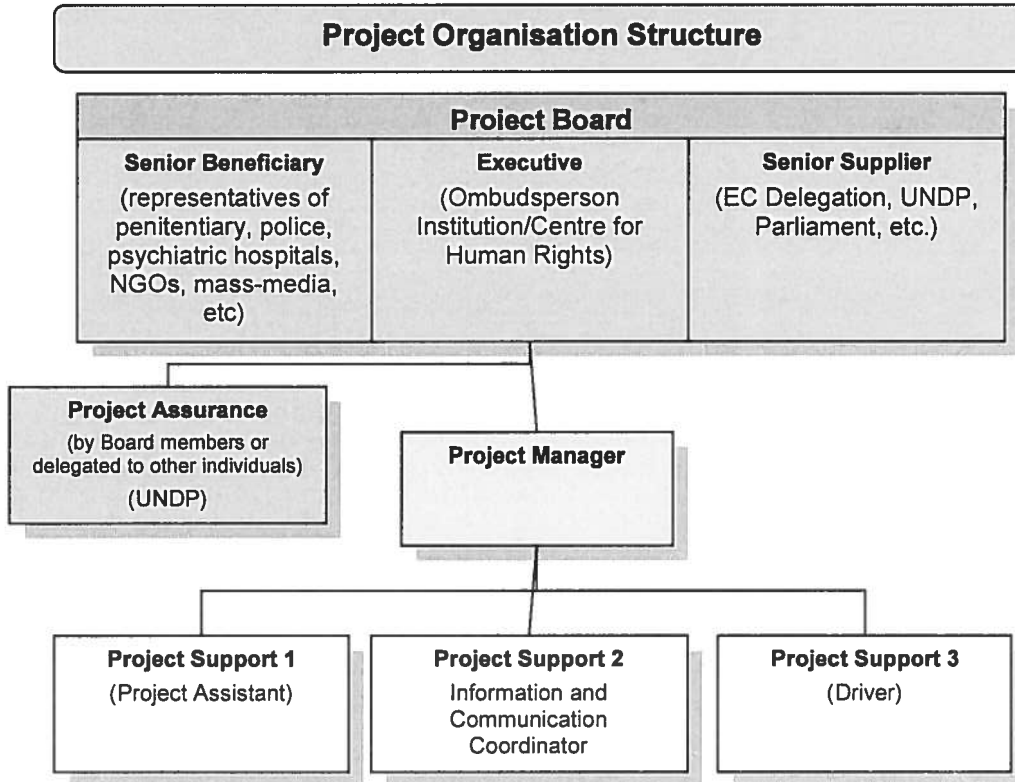 Project Organisation Structure
Project Board
Senior Beneficiary
(representatives of
penitentiary, police,
psychiatric hospitals,
NGOs, mass-media,
etc)
Executive
(Ombudsperson
Institution/Centre for
Human Rights)
Senior Supplier
(EC Delegation, UNDP,
Parliament, etc.)
Project Assurance
(by Board members or
delegated to other individuals)
(UNDP)
Project Manager
Project Support 1
(Project Assistant)
Project Support 2
Information and
Communication
Coordinator
Project Support 3
(Driver)